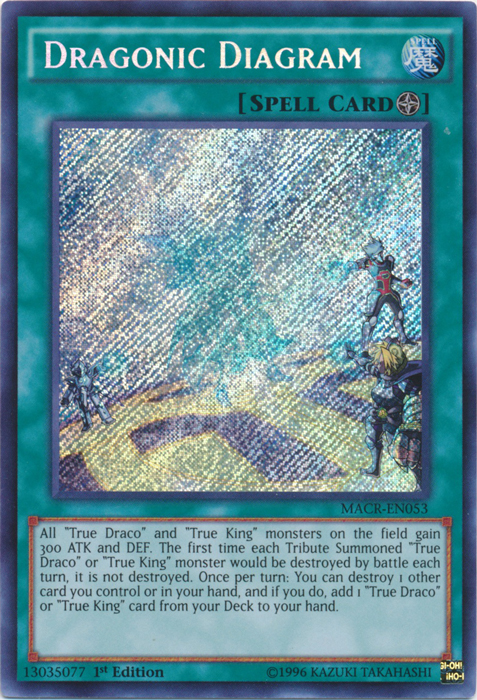 DRAGONIC DIAGRAM
SPELL
魔
[SPELL CARD]
MACR-EN053
All "True Draco" and "True King" monsters on the field gain
300 ATK and DEF. The first time each Tribute Summoned "True
Draco" or "True King" monster would be destroyed by battle each
turn, it is not destroyed. Once per turn: You can destroy 1 other
card you control or in your hand, and if you do, add 1 "True Draco"
or "True King" card from your Deck to your hand.
13035077 1st Edition ©1996 KAZUKI TAKAHASHI